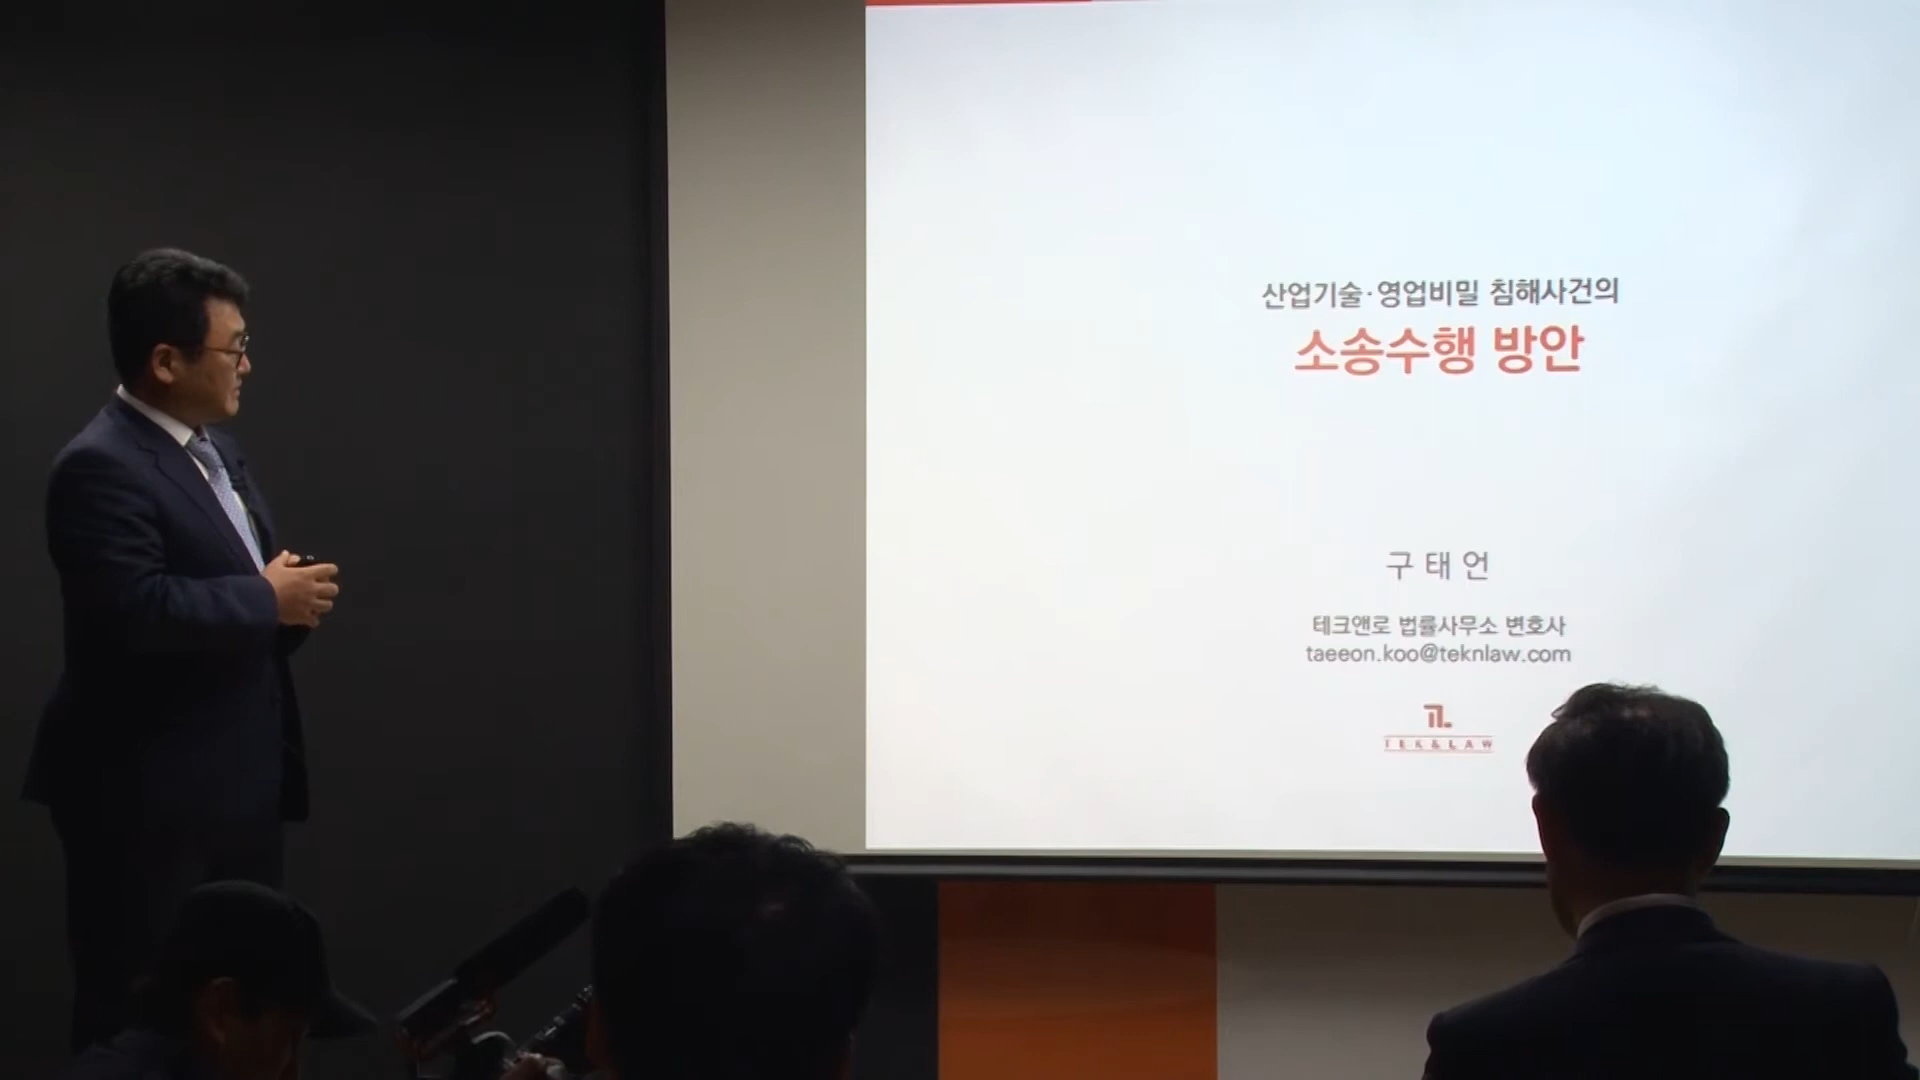 산업기술·영업비밀 침해사건의
소송수행 방안
구 태 언
테크앤로 법률사무소 변호사
taeeon.koo@teknlaw.com
TEK&LAW